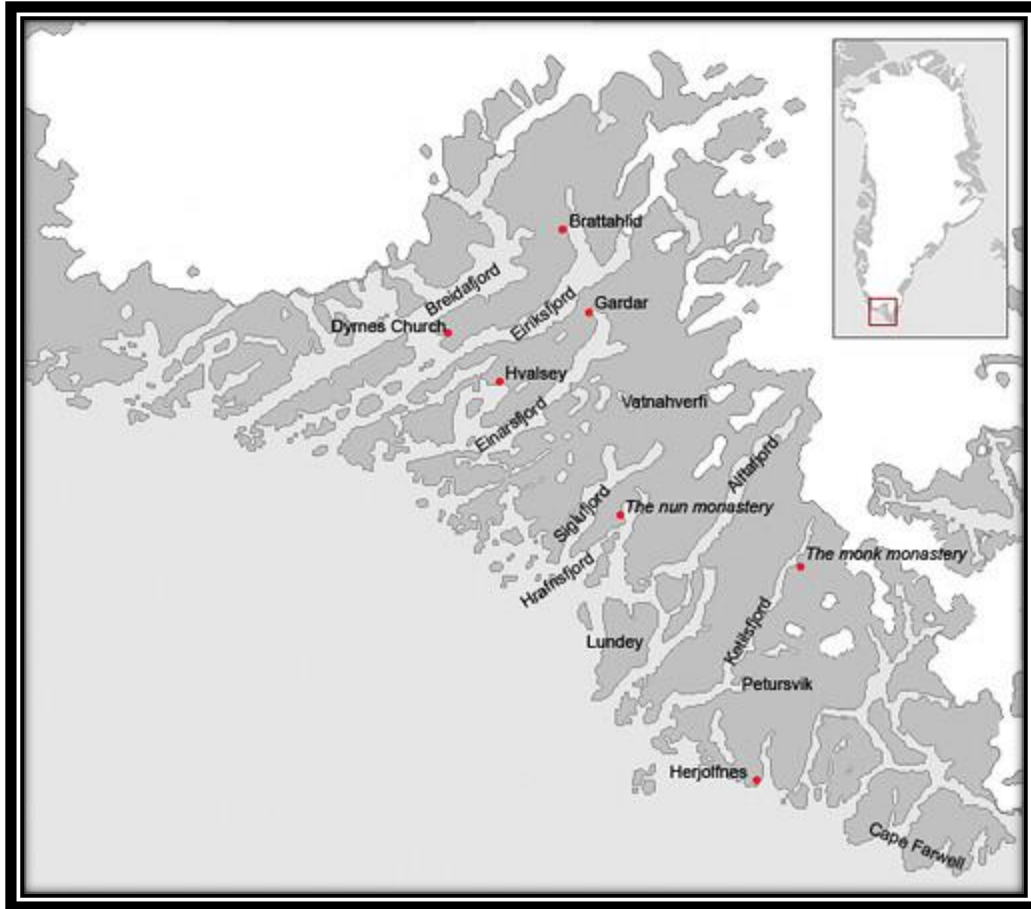 Brattahlid
Breidafjord
Eiriksfjord
Gardar
Dyrnes Church
Hvalsey
Einarsfjord
Vatnahverfi
Alftafjord
Siglufjord
The nun monastery
Hrafnsfjord
The monk monastery
Ketilsfjord
Lundey
Petursvik
Herjolfnes
Cape Farwell